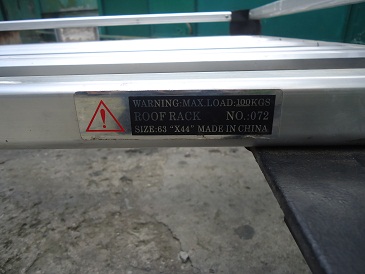 WARNING:MAX.LOAD:100KGS
ROOF RACK NO.:072
SIZE:63 "X44" MADE IN CHINA